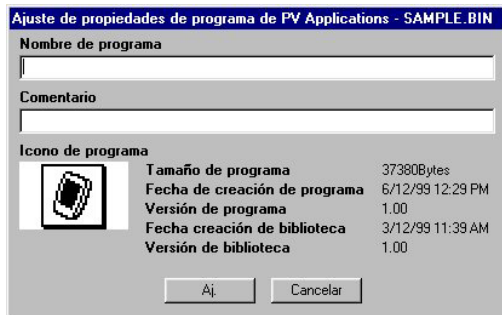 Ajuste de propiedades de programa de PV Applications - SAMPLE.BIN
Nombre de programa
Comentario
Icono de programa
Tamaño de programa 37380Bytes
Fecha de creación de programa 6/12/99 12:29 PM
Versión de programa 1.00
Fecha creación de biblioteca 3/12/99 11:39 AM
Versión de biblioteca 1.00
Aj. Cancelar